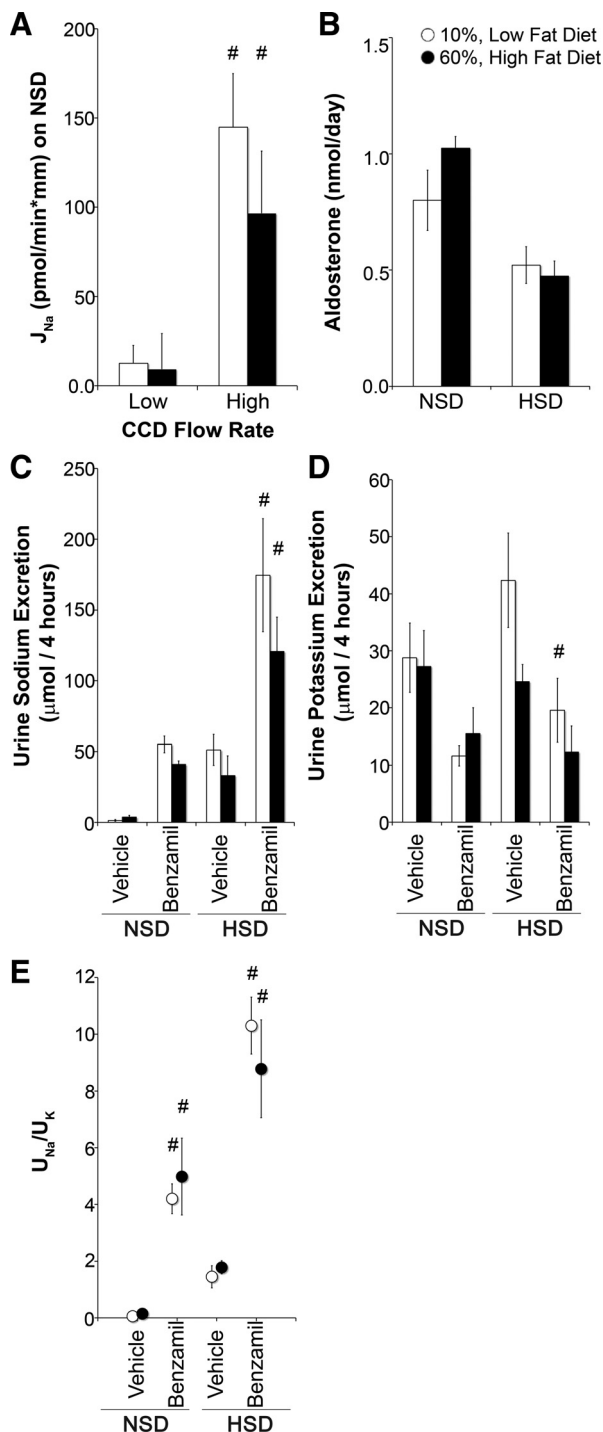 A
J_Na (pmol/min*mm) on NSD
200
150
100
50
0.0
# #
Low High
CCD Flow Rate
B
Aldosterone (nmol/day)
1.5
1.0
0.5
0.0
10%, Low Fat Diet
60%, High Fat Diet
NSD HSD
C
Urine Sodium Excretion
(μmol / 4 hours)
250
200
150
100
50
0
#
#
Vehicle Benzamil Vehicle Benzamil
NSD HSD
D
Urine Potassium Excretion
(μmol / 4 hours)
60
50
40
30
20
10
0
#
Vehicle Benzamil Vehicle Benzamil
NSD HSD
E
U_Na/U_K
12
10
8
6
4
2
0
#
#
#
#
Vehicle Benzamil Vehicle Benzamil
NSD HSD